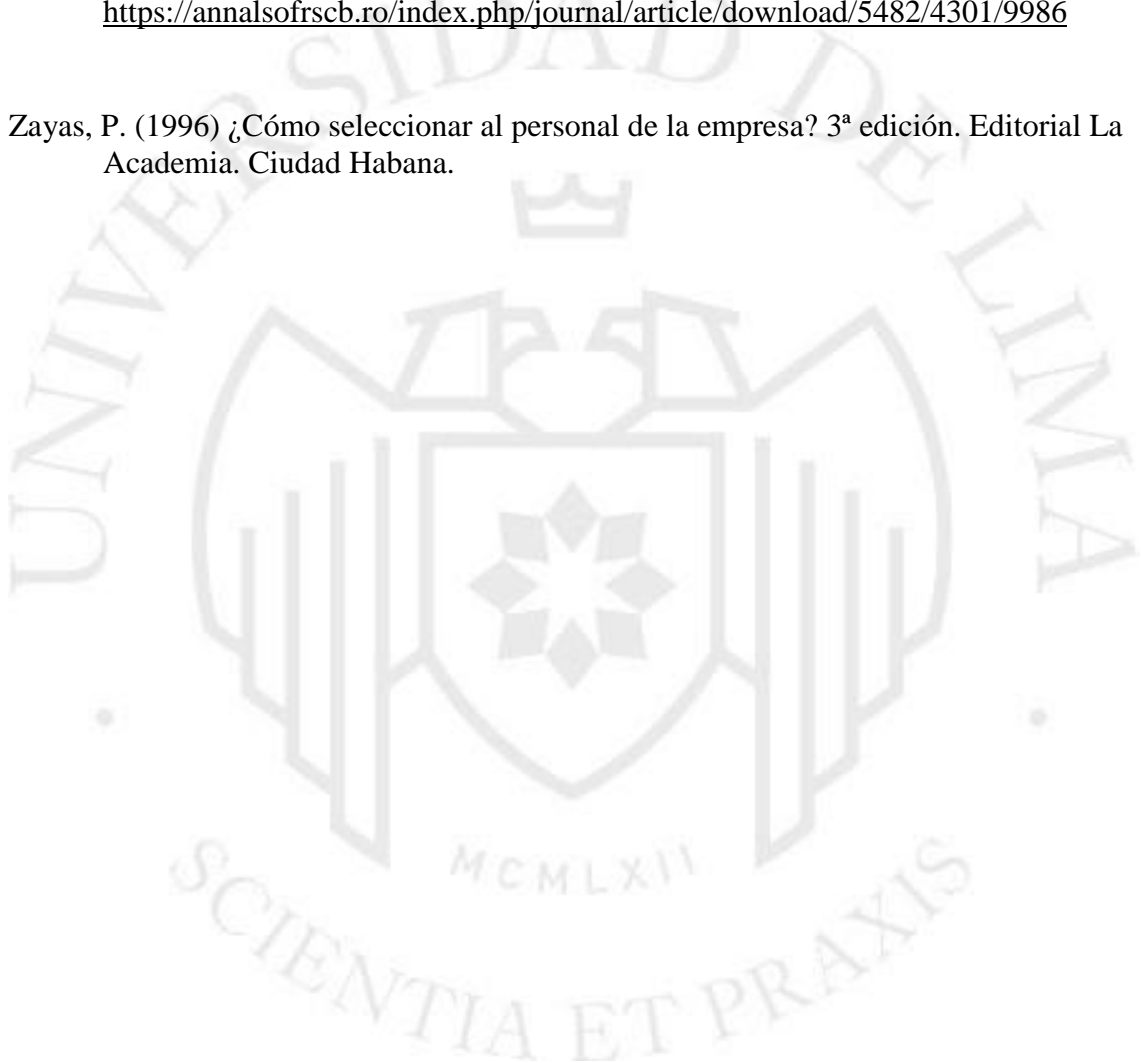 https://annalsofrscb.ro/index.php/journal/article/download/5482/4301/9986
Zayas, P. (1996) ¿Cómo seleccionar al personal de la empresa? 3ª edición. Editorial La
Academia. Ciudad Habana.
UNIVERSIDAD DE LIMA
MCMLXII
SCIENTIA ET PRAXIS